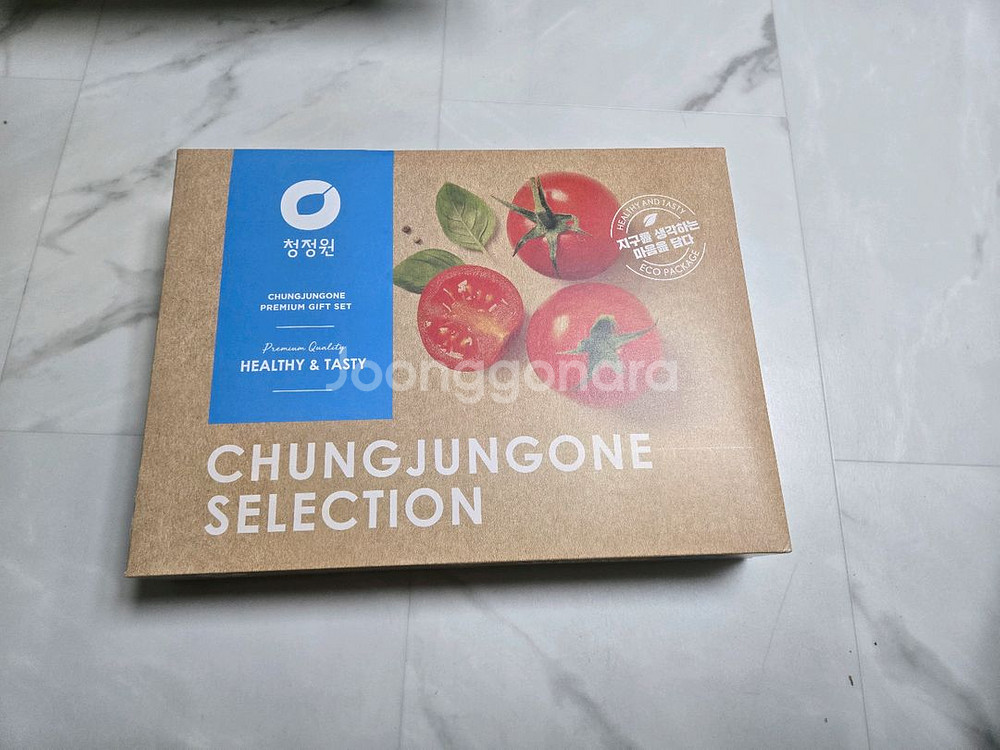 청정원
CHUNGJUNGONE
PREMIUM GIFT SET
Premium Quality
HEALTHY & TASTY
HEALTHY AND TASTY
지구를 생각하는
마음을 담다
ECO PACKAGE
Joonggonara
CHUNGJUNGONE
SELECTION